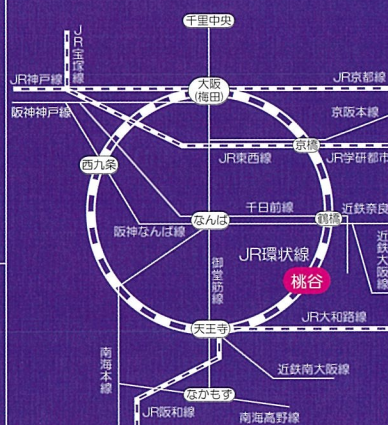 千里中央
JR宝塚線
JR神戸線
大阪
(梅田)
JR京都線
阪神神戸線
京阪本線
京橋
JR東西線
JR学研都市
西九条
千日前線
近鉄奈良
なんば
鶴橋
阪神なんば線
近鉄大阪線
JR環状線
御堂筋線
桃谷
天王寺
JR大和路線
南海本線
近鉄南大阪線
なかもず
JR阪和線
南海高野線